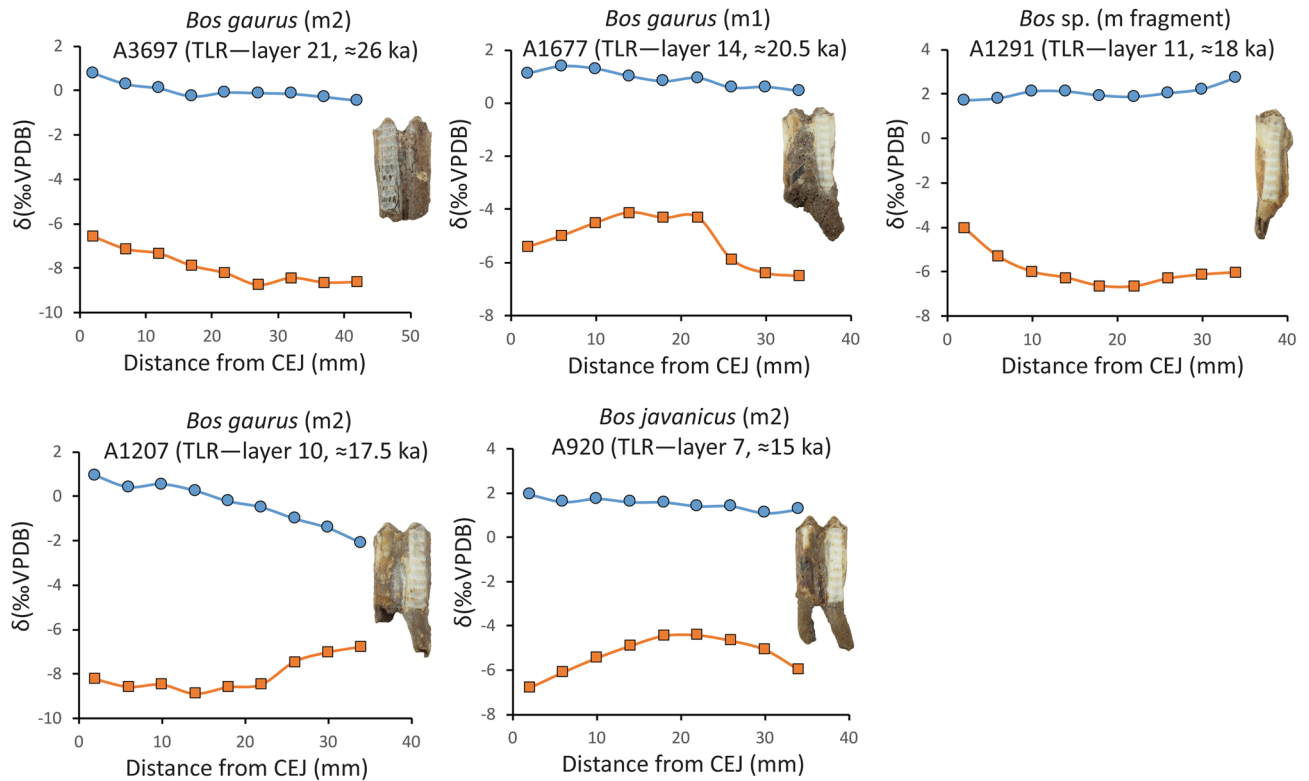 Bos gaurus (m2)
A3697 (TLR—layer 21, ≈26 ka)
2
0
-2
-4
-6
-8
-10
δ(‰VPDB)
0 10 20 30 40 50
Distance from CEJ (mm)
Bos gaurus (m1)
A1677 (TLR—layer 14, ≈20.5 ka)
2
0
-2
-4
-6
-8
δ(‰VPDB)
0 10 20 30 40
Distance from CEJ (mm)
Bos sp. (m fragment)
A1291 (TLR—layer 11, ≈18 ka)
4
2
0
-2
-4
-6
-8
δ(‰VPDB)
0 10 20 30 40
Distance from CEJ (mm)
Bos gaurus (m2)
A1207 (TLR—layer 10, ≈17.5 ka)
2
0
-2
-4
-6
-8
-10
δ(‰VPDB)
0 10 20 30 40
Distance from CEJ (mm)
Bos javanicus (m2)
A920 (TLR—layer 7, ≈15 ka)
4
2
0
-2
-4
-6
-8
δ(‰VPDB)
0 10 20 30 40
Distance from CEJ (mm)